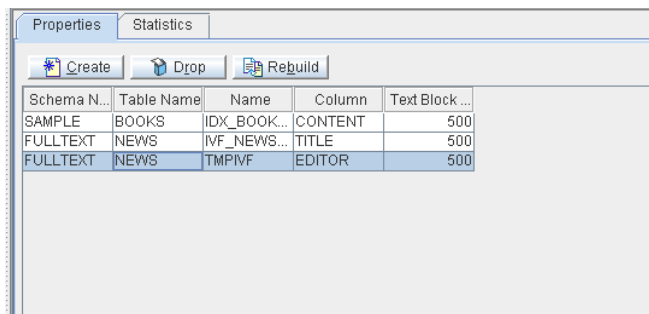 Properties Statistics
Create Drop Rebuild
Schema N... Table Name Name Column Text Block ...
SAMPLE BOOKS IDX_BOOK... CONTENT 500
FULLTEXT NEWS IVF_NEWS... TITLE 500
FULLTEXT NEWS TMPIVF EDITOR 500